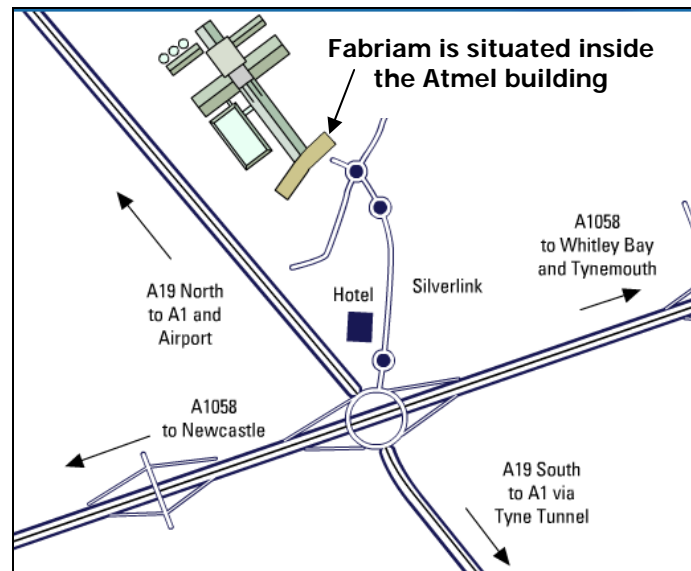 Fabriam is situated inside
the Atmel building
A1058
to Whitley Bay
and Tynemouth
A19 North
to A1 and
Airport
Hotel
Silverlink
A1058
to Newcastle
A19 South
to A1 via
Tyne Tunnel